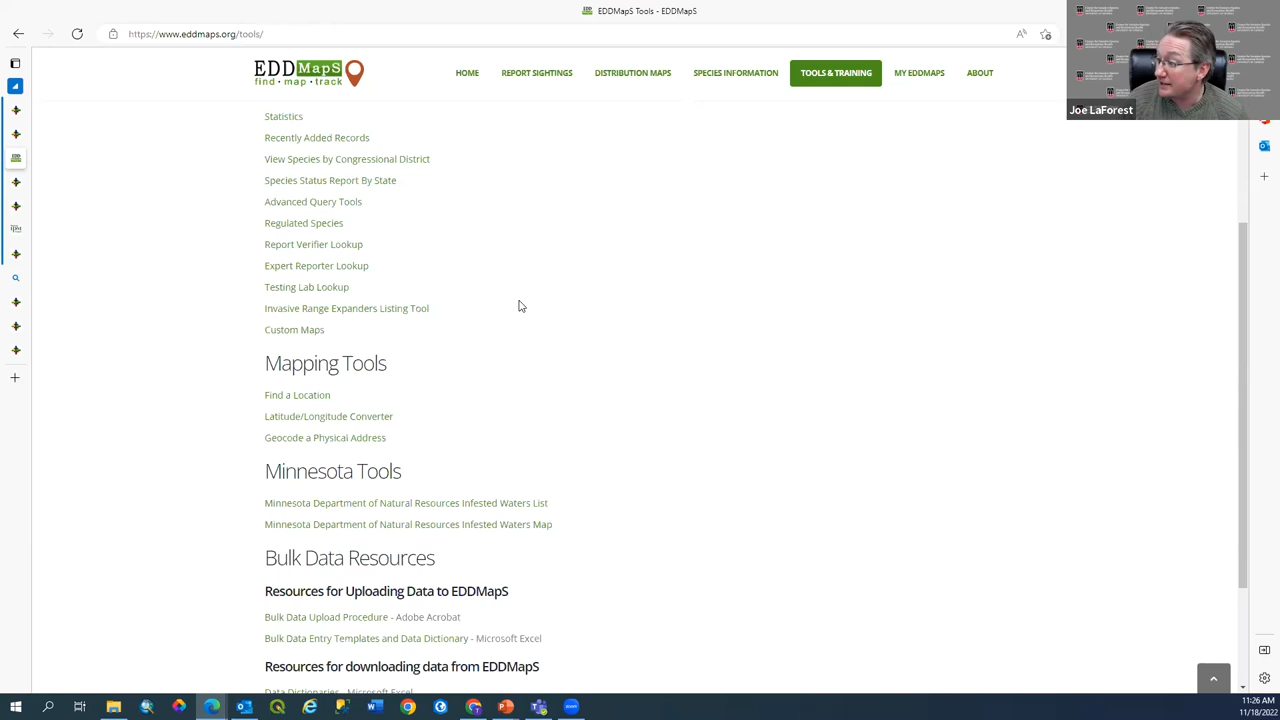 EDDMapS Tools - EDDMapS
https://www.eddmaps.org/tools/
EDDMapS
find • map • track
HOME
REPORT SIGHTINGS
DISTRIBUTION MAPS
SPECIES INFORMATION
TOOLS & TRAINING
MY EDDMAPS
ABOUT
Joe LaForest
Statistics
Recently Added Records
View Species by Congressional District
Species Status Report By State
Advanced Query Tools
Regulated Species
Report Verifier Lookup
Expert Reporter Lookup
Testing Lab Lookup
Invasive Range Expanders Listing Tool
Custom Maps
Mapping Tools
Find a Location
Latitude/Longitude Converter
Geocode a Physical Address
Minnesota Tools
Minnesota Department of Natural Resources Infested Waters List
Minnesota Department of Natural Resources Infested Waters Map
Bulk Data Resources
Resources for Uploading Data to EDDMapS
Bulk Data Upload Procedure - Adobe Acrobat
Bulk Data Entry Templates and Data Dictionary - Microsoft Excel
Resources for downloading data from EDDMapS
Data Dictionaries - Microsoft Excel
11:26 AM
11/18/2022